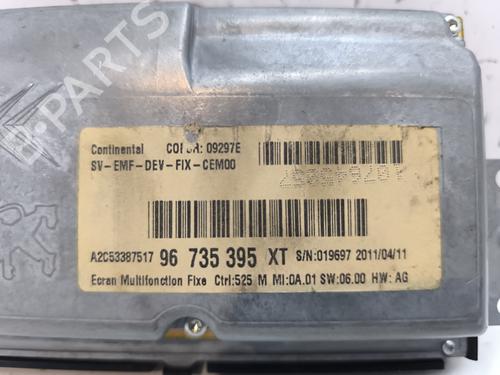 B-PARTS
Continental
09297E
SV-EMF-DEV-FIX-CEM00
A2C53387517 96 735 395 XT S/N:019697 2011/04/11
Ecran Multifonction Fixe Ctrl:525 M MI:0A.01 SW:06.00 HW: AG